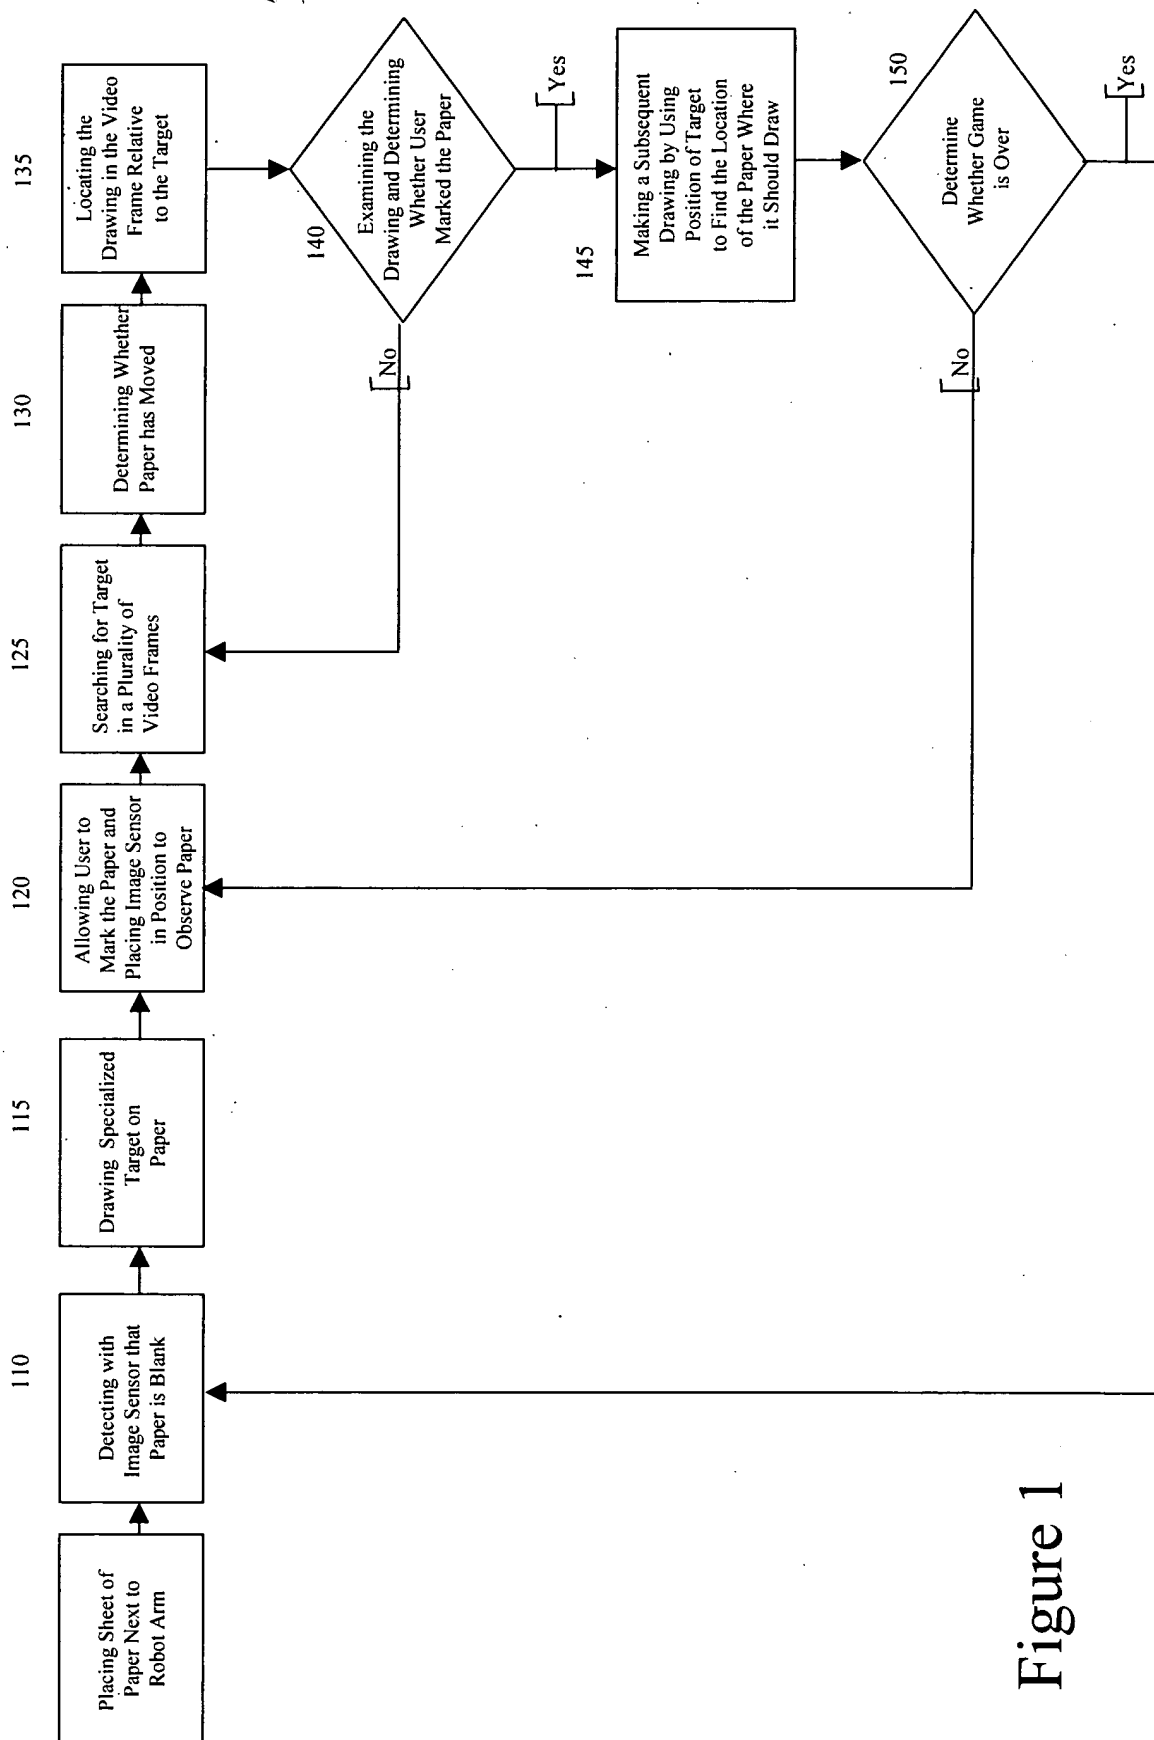 Placing Sheet of
Paper Next to
Robot Arm
110
Detecting with
Image Sensor that
Paper is Blank
115
Drawing Specialized
Target on
Paper
120
Allowing User to
Mark the Paper and
Placing Image Sensor
in Position to
Observe Paper
125
Searching for Target
in a Plurality of
Video Frames
130
Determining Whether
Paper has Moved
135
Locating the
Drawing in the Video
Frame Relative
to the Target
140
Examining the
Drawing and Determining
Whether User
Marked the Paper
No
Yes
145
Making a Subsequent
Drawing by Using
Position of Target
to Find the Location
of the Paper Where
it Should Draw
150
Determine
Whether Game
is Over
No
Yes
Figure 1